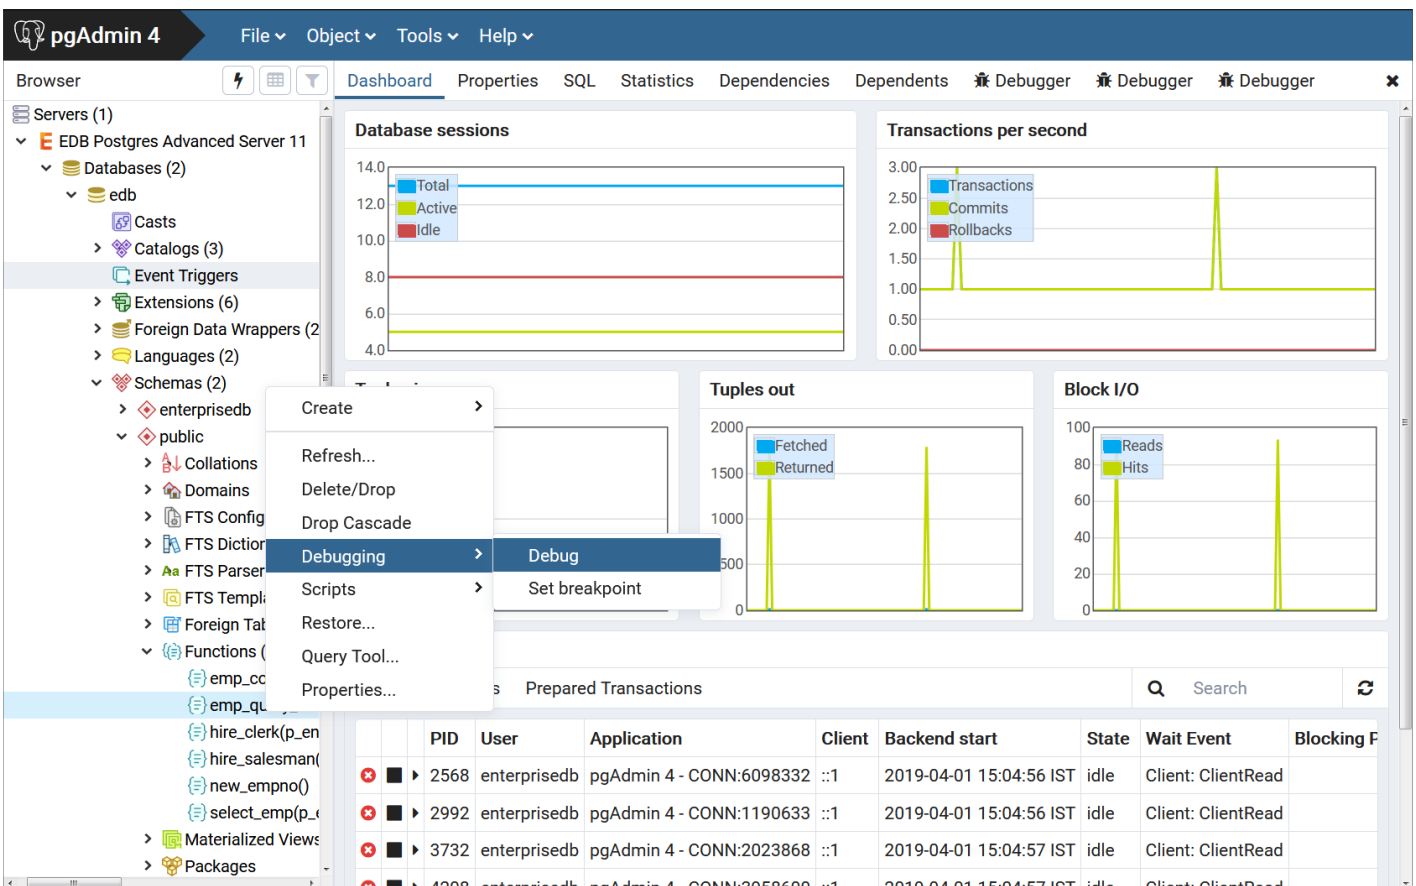 pgAdmin 4
File Object Tools Help
Browser
Dashboard Properties SQL Statistics Dependencies Dependents Debugger Debugger Debugger
Servers (1)
EDB Postgres Advanced Server 11
Databases (2)
edb
Casts
Catalogs (3)
Event Triggers
Extensions (6)
Foreign Data Wrappers (2
Languages (2)
Schemas (2)
enterprisedb
public
Collations
Domains
FTS Config
FTS Diction
FTS Parser
FTS Templa
Foreign Tab
Functions (
emp_co
hire_clerk(p_en
hire_salesman(
new_empno()
select_emp(p_e
Materialized Views
Packages
Create
Refresh...
Delete/Drop
Drop Cascade
Debugging
Scripts
Restore...
Query Tool...
Properties...
Debug
Set breakpoint
Database sessions
14.0
12.0
10.0
8.0
6.0
4.0
Total
Active
Idle
Transactions per second
3.00
2.50
2.00
1.50
1.00
0.50
0.00
Transactions
Commits
Rollbacks
Tuples out
2000
1500
1000
500
0
Fetched
Returned
Block I/O
100
80
60
40
20
0
Reads
Hits
s Prepared Transactions
Search
PID User Application Client Backend start State Wait Event Blocking P
2568 enterprisedb pgAdmin 4 - CONN:6098332 ::1 2019-04-01 15:04:56 IST idle Client: ClientRead
2992 enterprisedb pgAdmin 4 - CONN:1190633 ::1 2019-04-01 15:04:56 IST idle Client: ClientRead
3732 enterprisedb pgAdmin 4 - CONN:2023868 ::1 2019-04-01 15:04:57 IST idle Client: ClientRead